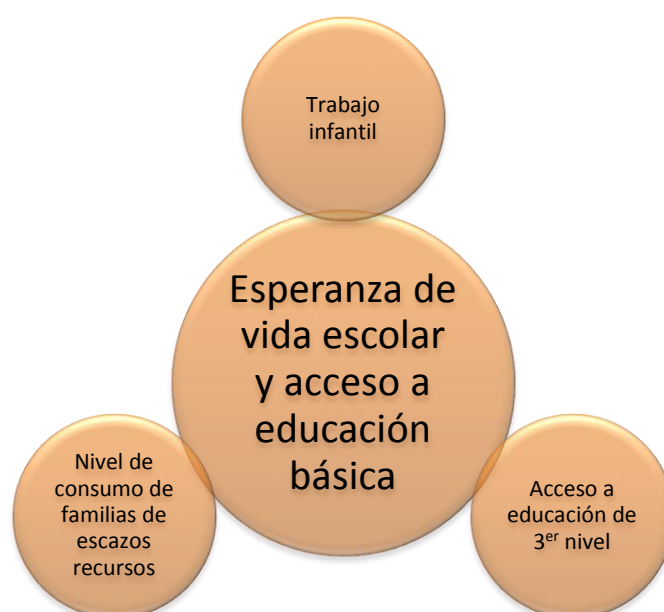 Trabajo
infantil
Esperanza de
vida escolar
y acceso a
educación
básica
Nivel de
consumo de
familias de
escazos
recursos
Acceso a
educación de
3er nivel